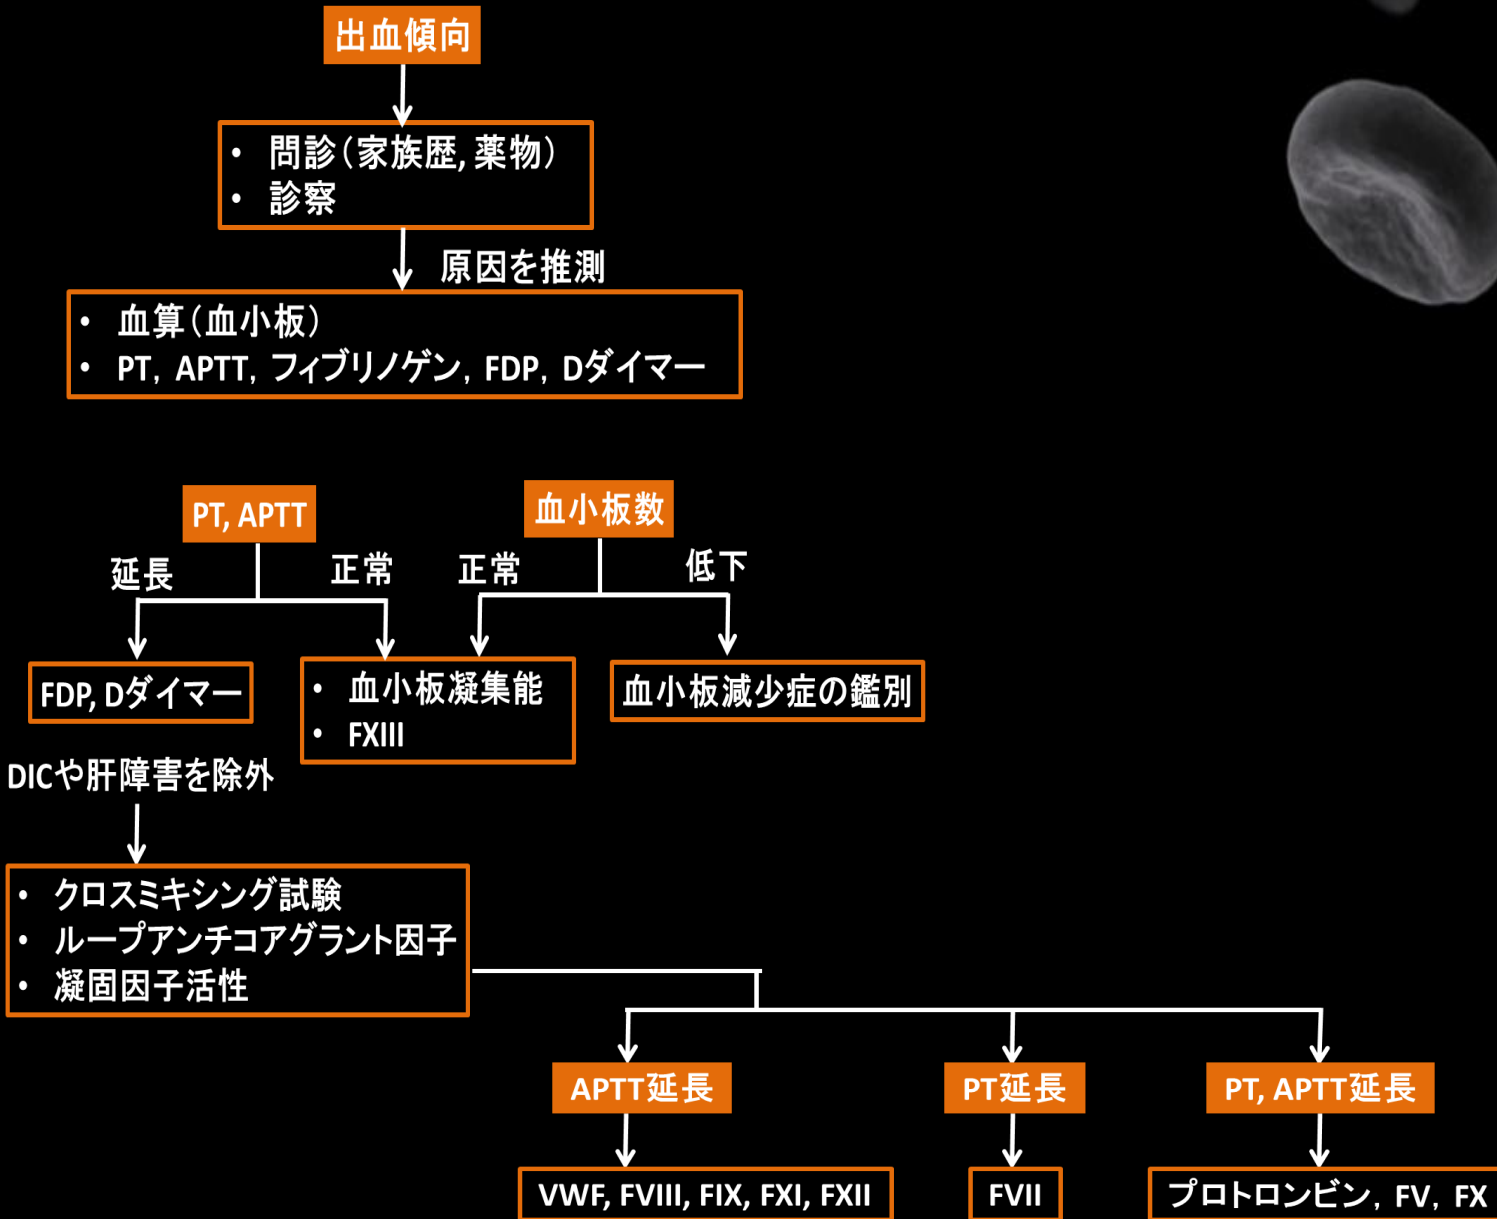 出血傾向
• 問診（家族歴, 薬物）
• 診察
原因を推測
• 血算（血小板）
• PT, APTT, フィブリノゲン, FDP, Dダイマー
PT, APTT
血小板数
延長
正常
正常
低下
FDP, Dダイマー
• 血小板凝集能
• FXIII
血小板減少症の鑑別
DICや肝障害を除外
• クロスミキシング試験
• ループアンチコアグラント因子
• 凝固因子活性
APTT延長
PT延長
PT, APTT延長
VWF, FVIII, FIX, FXI, FXII
FVII
プロトロンビン, FV, FX